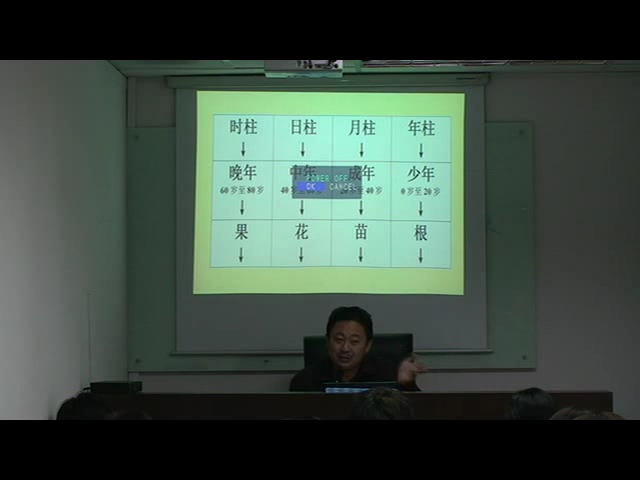 时柱 日柱 月柱 年柱
晚年 中年 成年 少年
60岁至80岁 0岁至20岁
POWER OFF
OK CANCEL
果 花 苗 根